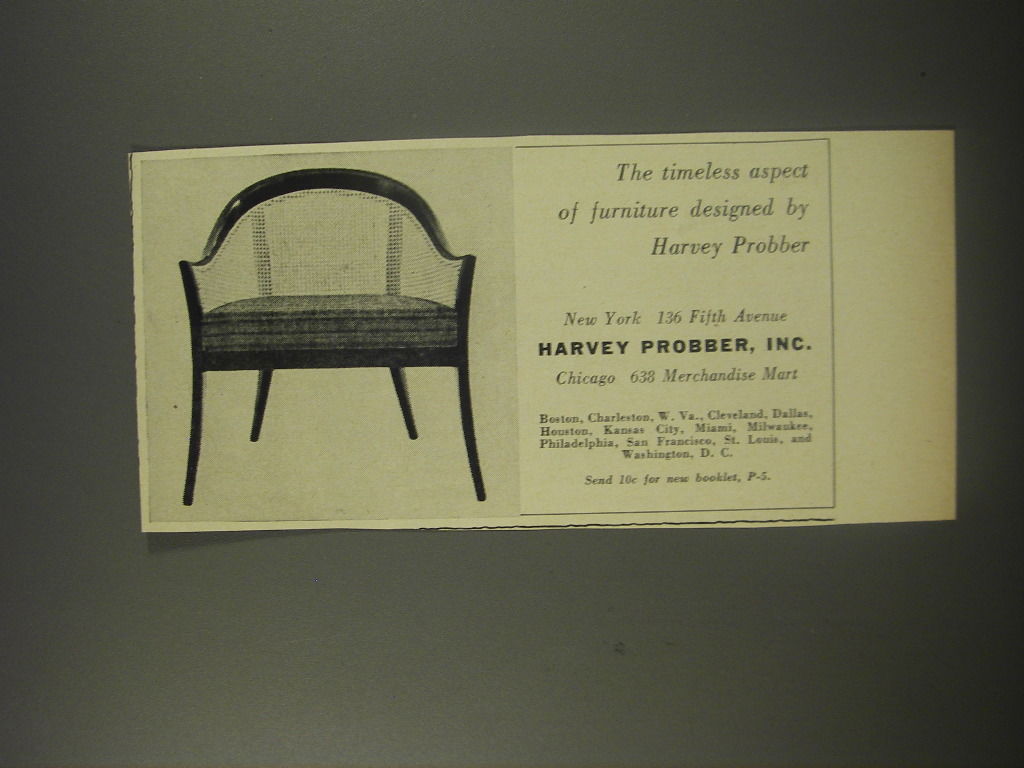 The timeless aspect
of furniture designed by
Harvey Probber
New York 136 Fifth Avenue
HARVEY PROBBER, INC.
Chicago 638 Merchandise Mart
Boston, Charleston, W. Va., Cleveland, Dallas,
Houston, Kansas City, Miami, Milwaukee,
Philadelphia, San Francisco, St. Louis, and
Washington, D. C.
Send 10c for new booklet, P-5.